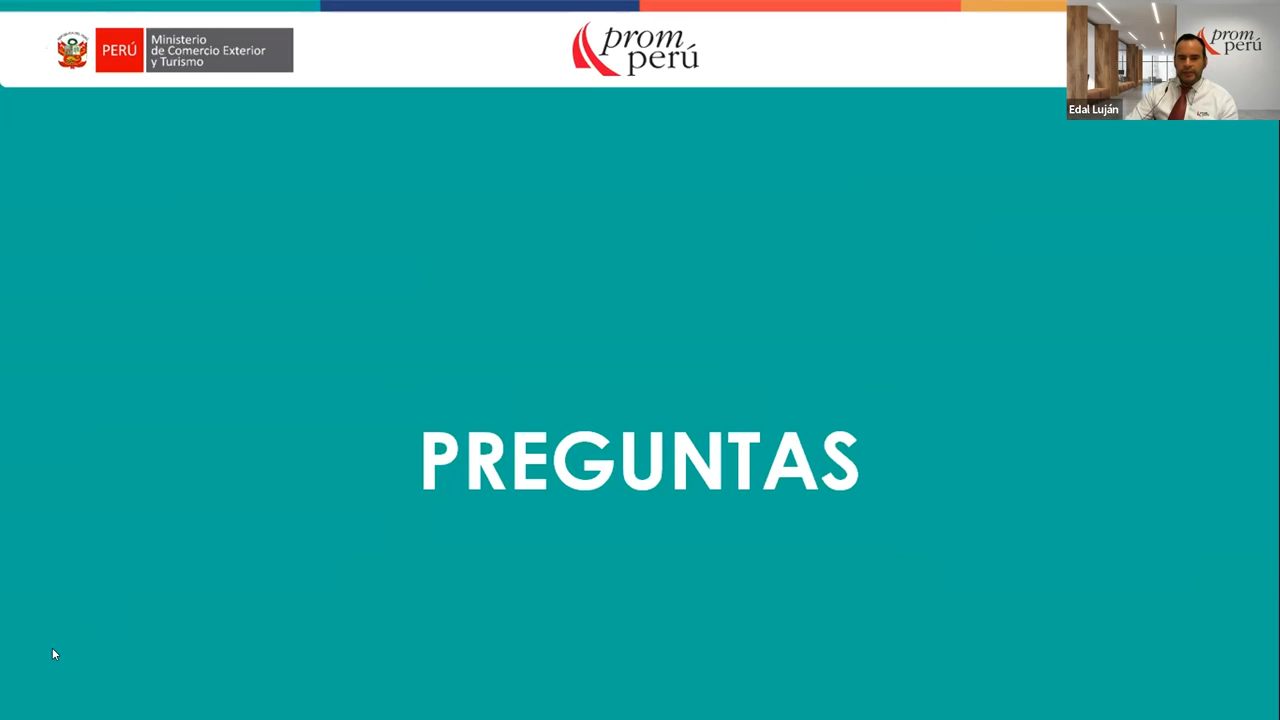 PERÚ
Ministerio
de Comercio Exterior
y Turismo
prom
perú
prom
perú
Edal Luján
PREGUNTAS